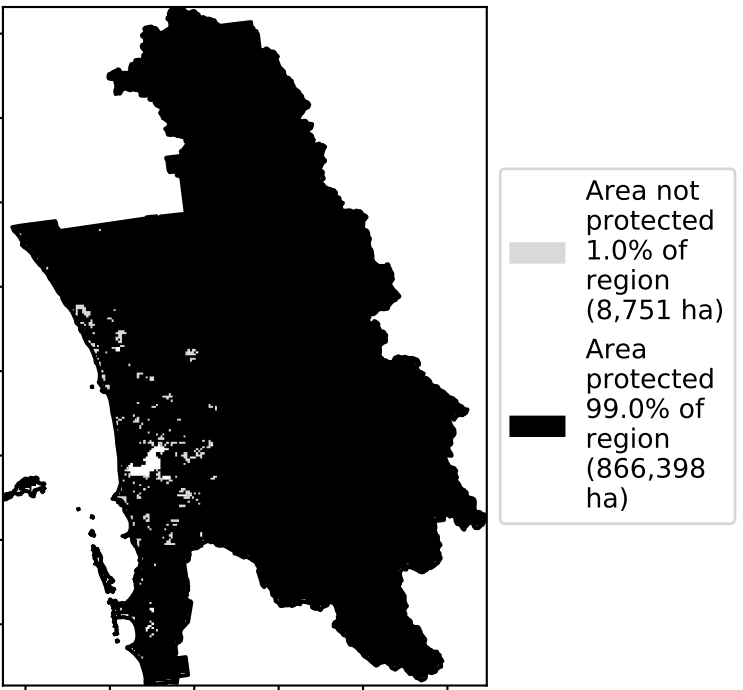 Area not
protected
1.0% of
region
(8,751 ha)
Area
protected
99.0% of
region
(866,398
ha)